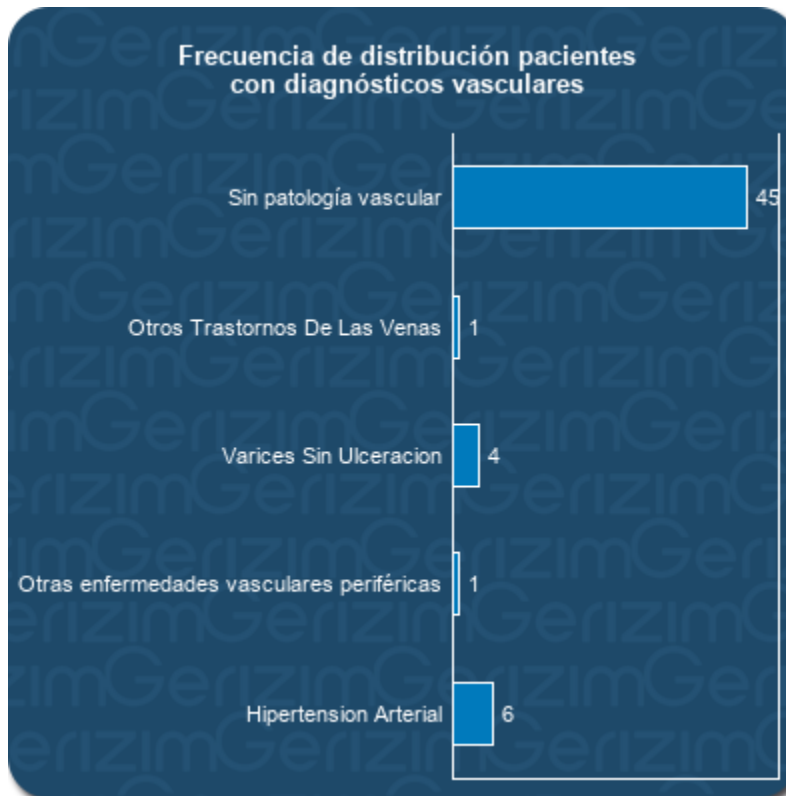 Frecuencia de distribución pacientes
con diagnósticos vasculares
Sin patología vascular 45
Otros Trastornos De Las Venas 1
Varices Sin Ulceracion 4
Otras enfermedades vasculares periféricas 1
Hipertension Arterial 6
Gerizim